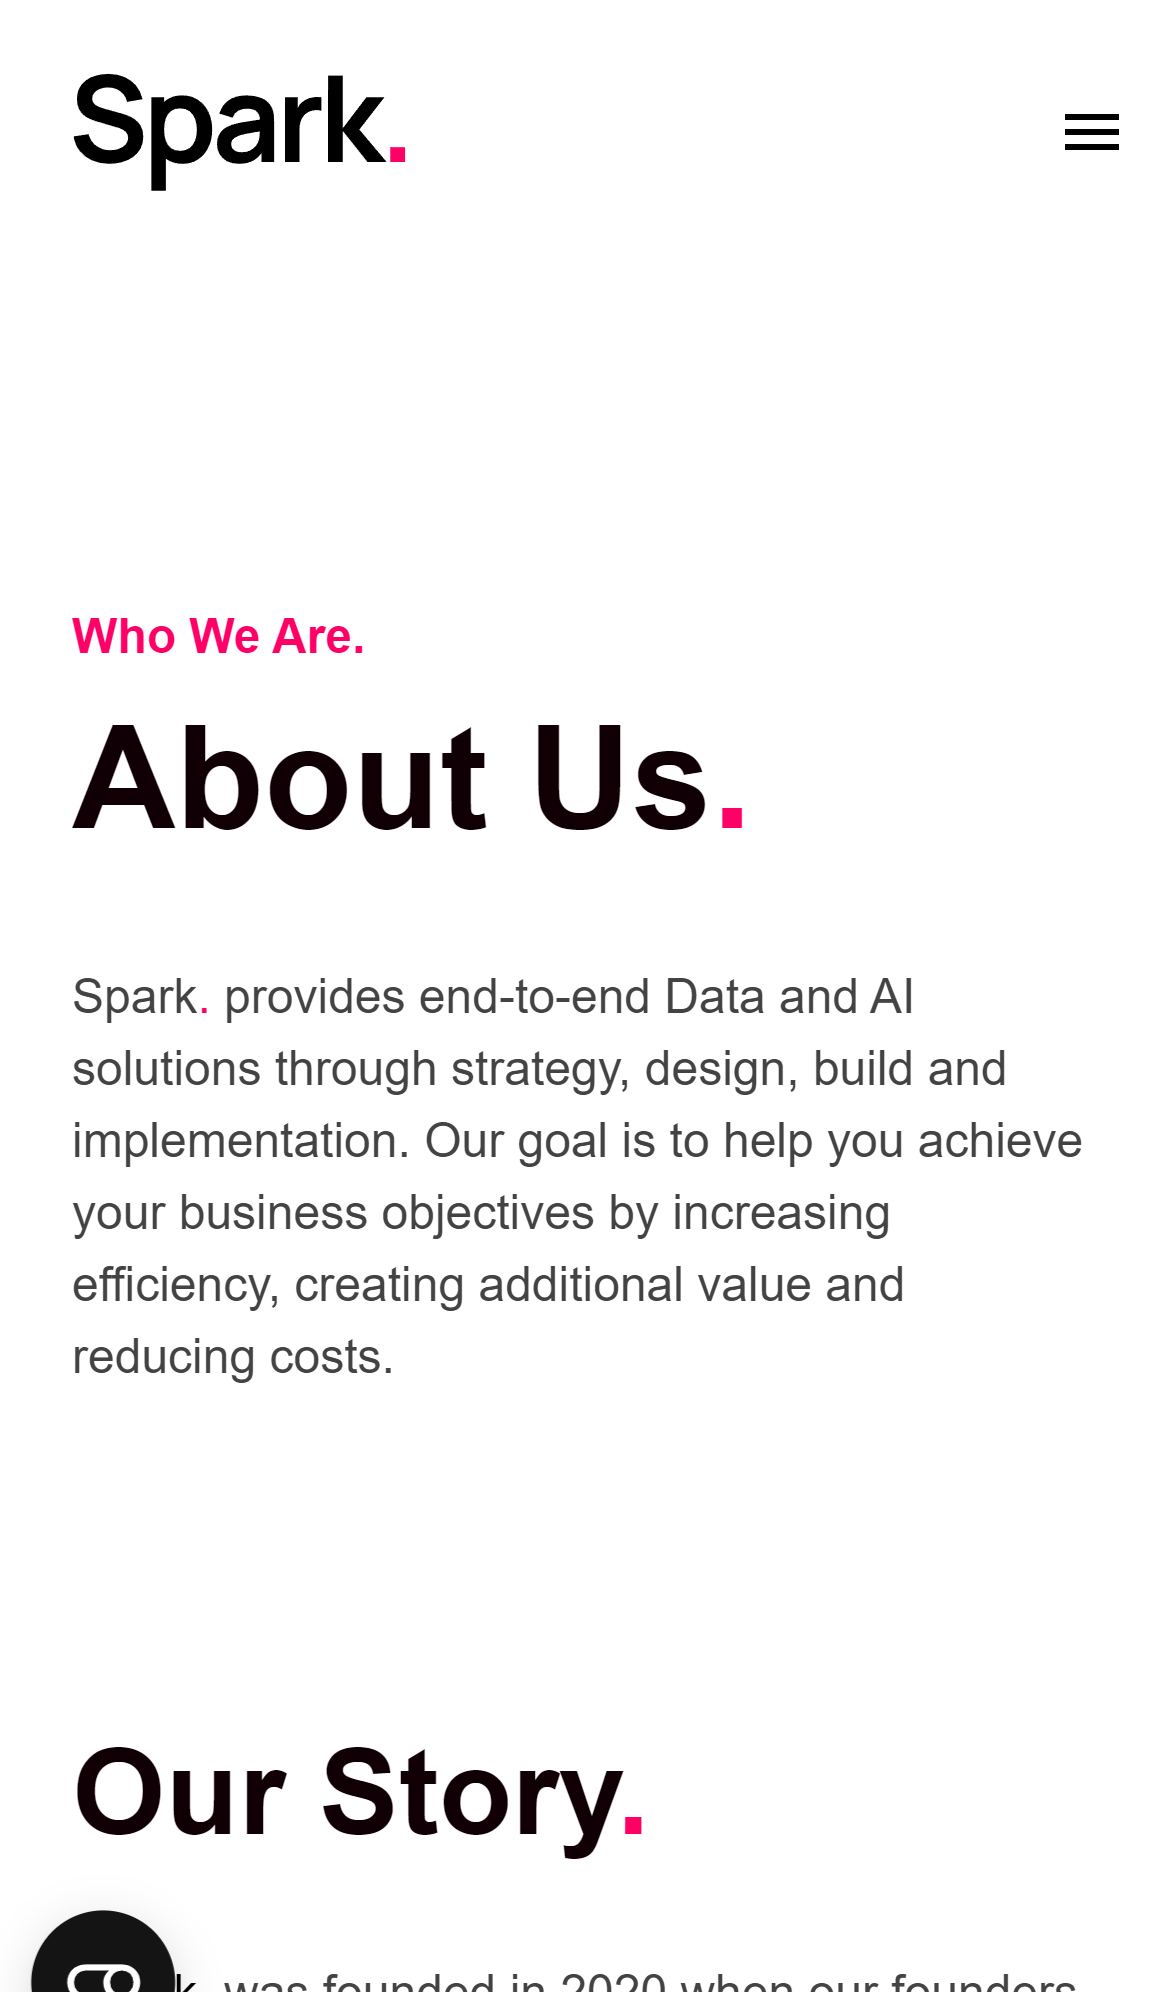 Spark.
Who We Are.
About Us.
Spark. provides end-to-end Data and AI
solutions through strategy, design, build and
implementation. Our goal is to help you achieve
your business objectives by increasing
efficiency, creating additional value and
reducing costs.
Our Story.
was founded in 2020 when our founders